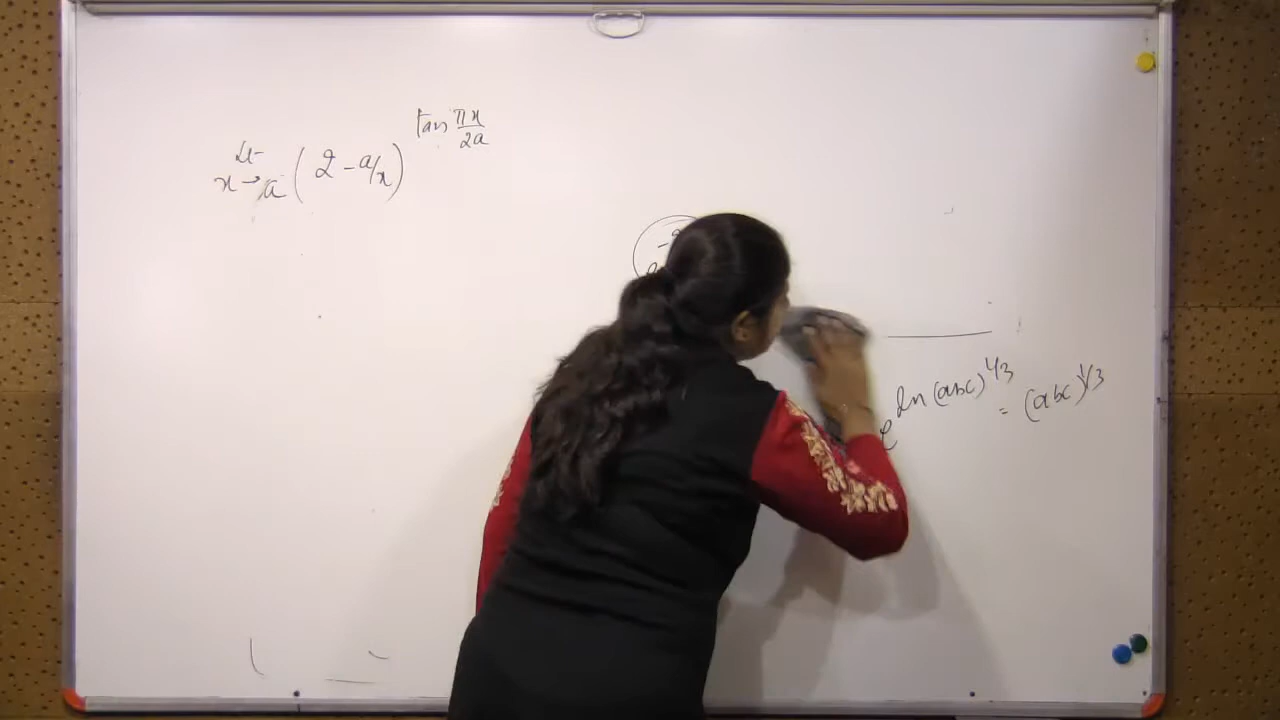 Lt x→a (2 - a/x)^tan πx/2a
e^ln(abc)^1/3 = (abc)^1/3